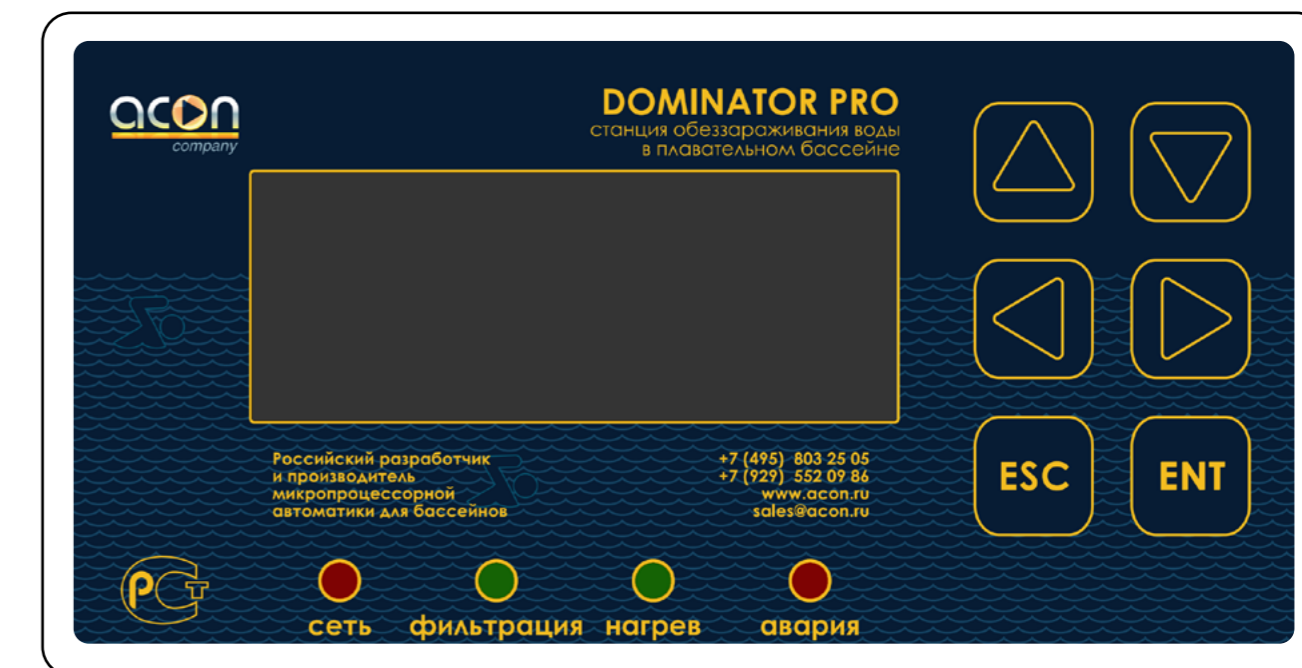 acon
company
DOMINATOR PRO
станция обеззараживания воды
в плавательном бассейне
Российский разработчик
и производитель
микропроцессорной
автоматики для бассейнов
+7 (495) 803 25 05
+7 (929) 552 09 86
www.acon.ru
sales@acon.ru
ESC
ENT
РСТ
сеть
фильтрация
нагрев
авария